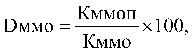 Dммо = Кммоп / Кммо × 100,